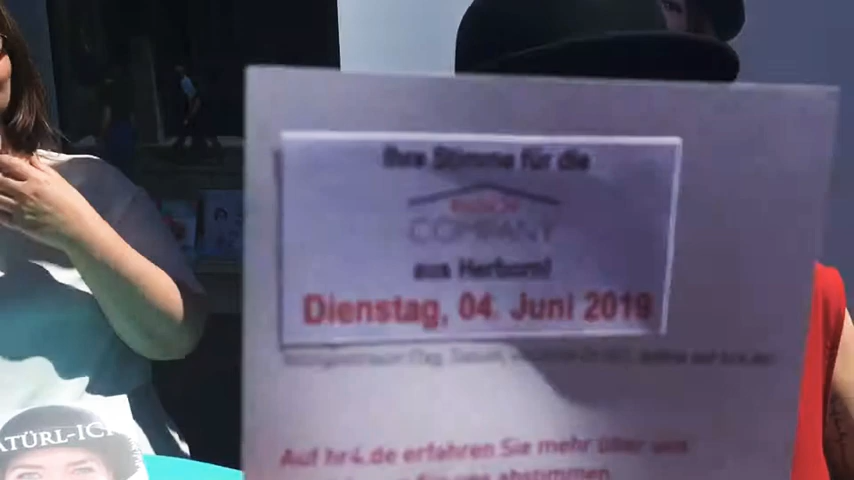 Ihre Stimme für die
COMPANY
aus Herborn!
Dienstag, 04. Juni 2019
Auf hr4.de erfahren Sie mehr über uns
abstimmen
ATÜRL-ICH